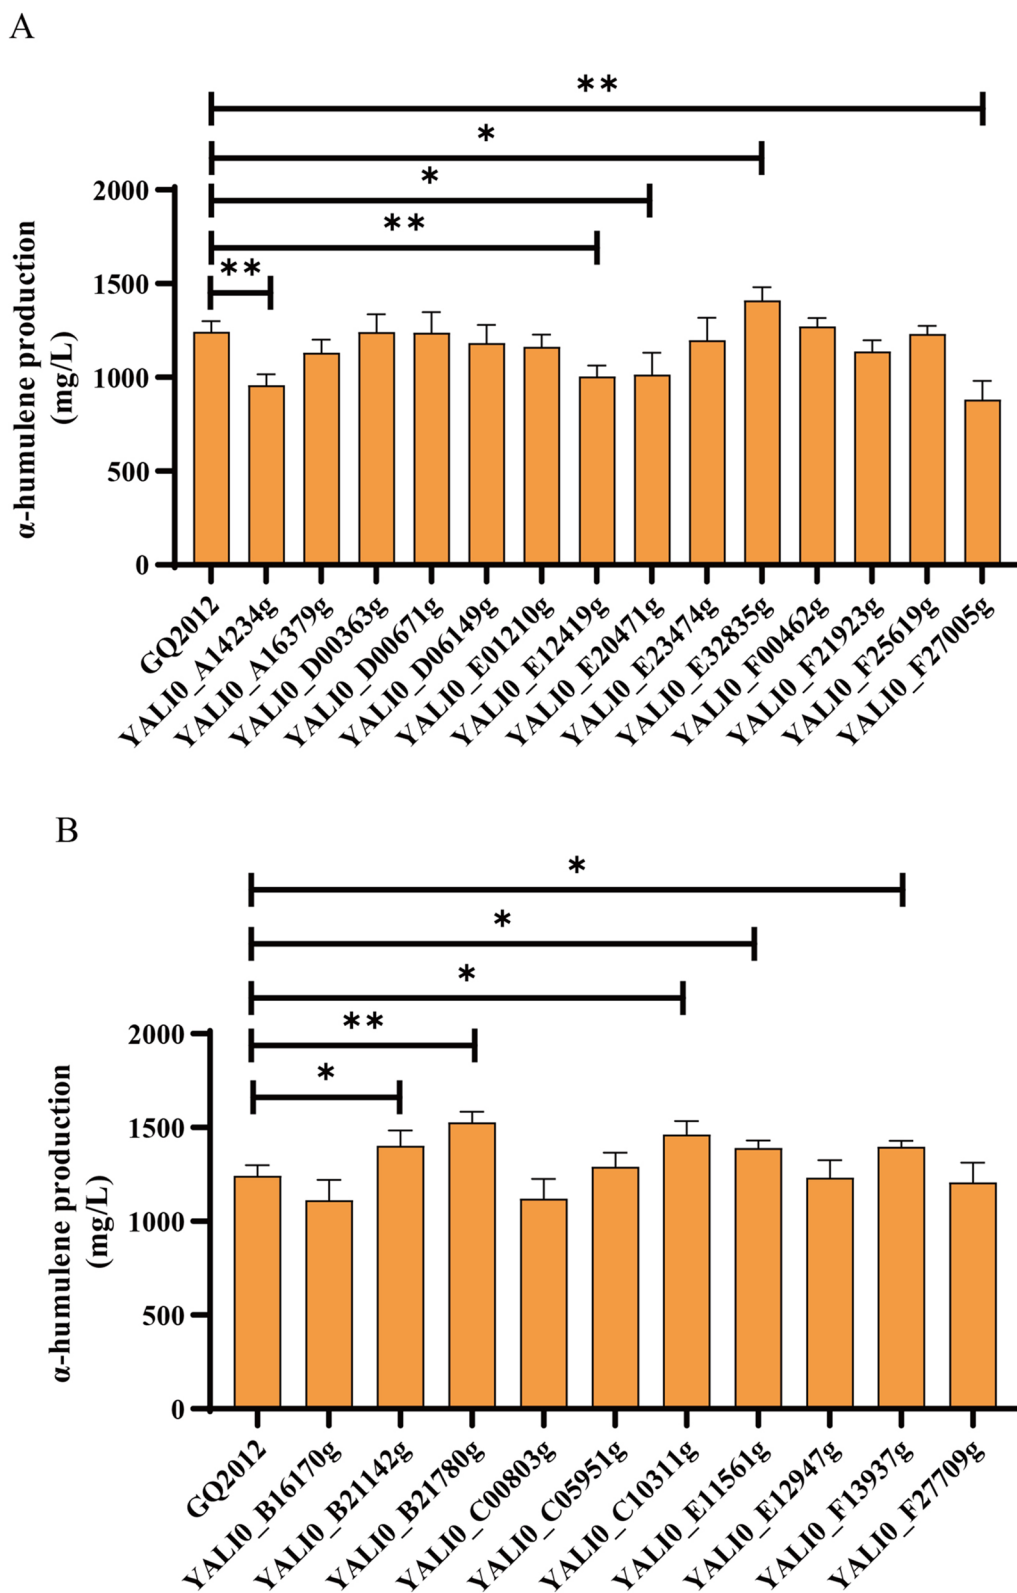 A
**
*
*
**
**
2000
1500
1000
500
0
α-humulene production
(mg/L)
GQ2012
YALI0_A14234g
YALI0_A16379g
YALI0_D00363g
YALI0_D00671g
YALI0_D06149g
YALI0_E01210g
YALI0_E12419g
YALI0_E20471g
YALI0_E23474g
YALI0_E32835g
YALI0_F00462g
YALI0_F21923g
YALI0_F25619g
YALI0_F27005g
B
*
*
*
**
*
2000
1500
1000
500
0
α-humulene production
(mg/L)
GQ2012
YALI0_B16170g
YALI0_B21142g
YALI0_B21780g
YALI0_C00803g
YALI0_C05951g
YALI0_C10311g
YALI0_E11561g
YALI0_E12947g
YALI0_F13937g
YALI0_F27709g